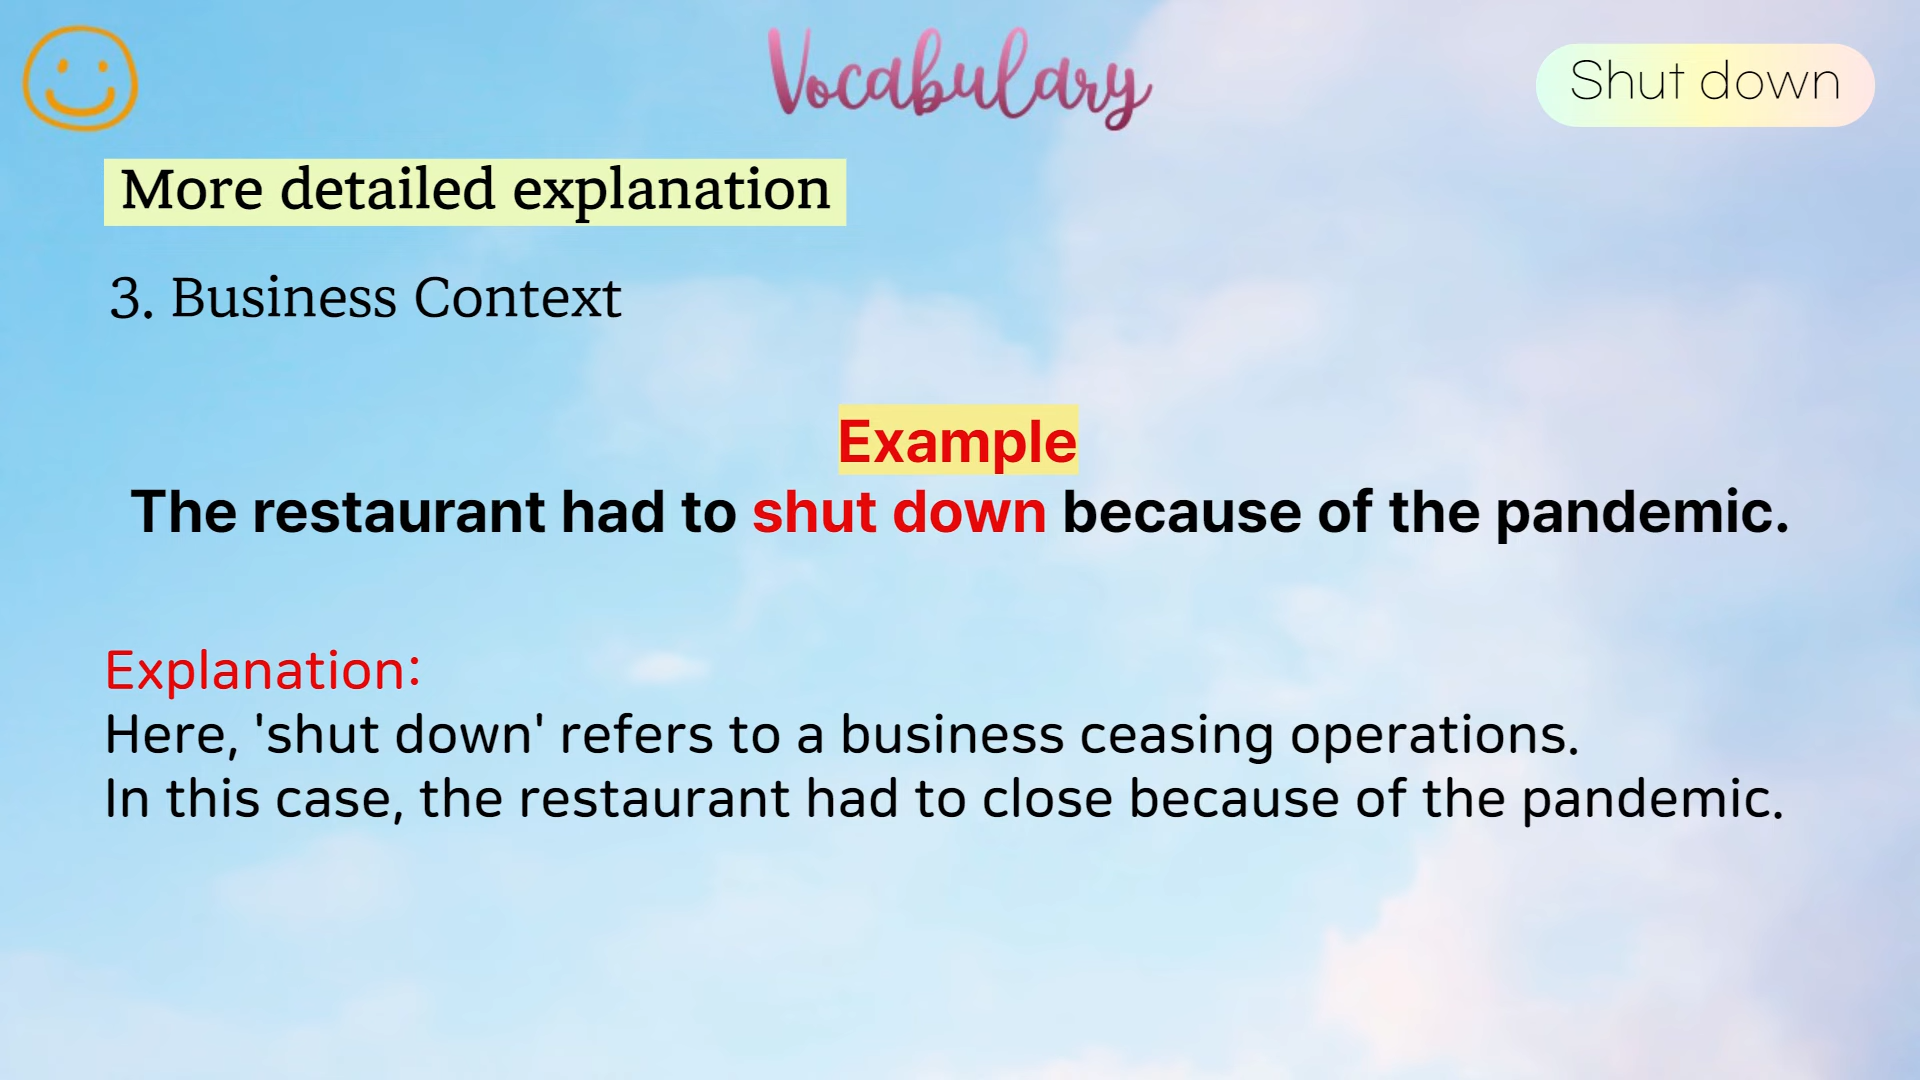 Vocabulary
Shut down
More detailed explanation
3. Business Context
Example
The restaurant had to shut down because of the pandemic.
Explanation:
Here, 'shut down' refers to a business ceasing operations.
In this case, the restaurant had to close because of the pandemic.